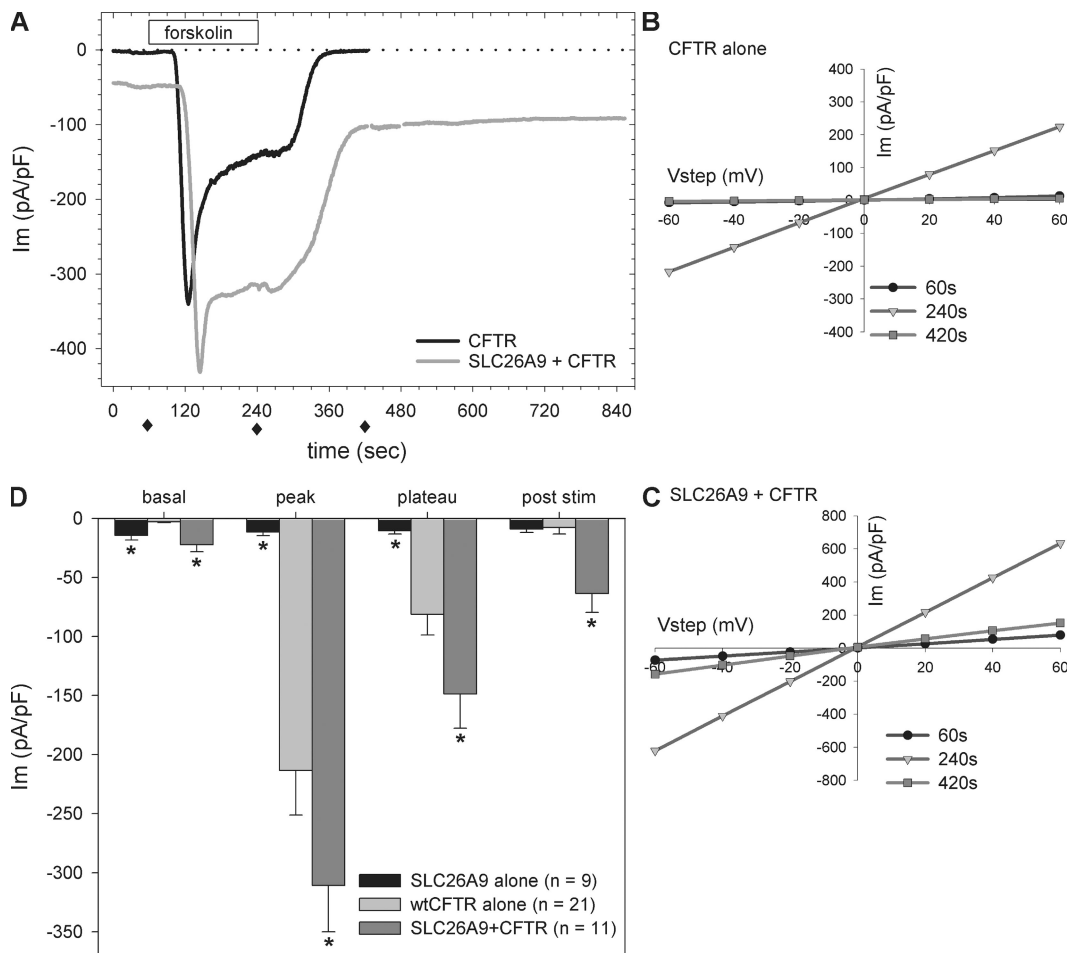 A
forskolin
0
-100
-200
-300
-400
Im (pA/pF)
CFTR
SLC26A9 + CFTR
0 120 240 360 480 600 720 840
time (sec)
B
CFTR alone
400
300
200
100
0
-100
-200
-300
-400
Im (pA/pF)
Vstep (mV)
-60 -40 -20 0 20 40 60
60s
240s
420s
D
basal peak plateau post stim
0
-50
-100
-150
-200
-250
-300
-350
Im (pA/pF)
* * * * * * *
SLC26A9 alone (n = 9)
wtCFTR alone (n = 21)
SLC26A9+CFTR (n = 11)
C
SLC26A9 + CFTR
800
600
400
200
0
-200
-400
-600
-800
Im (pA/pF)
Vstep (mV)
-60 -40 -20 0 20 40 60
60s
240s
420s